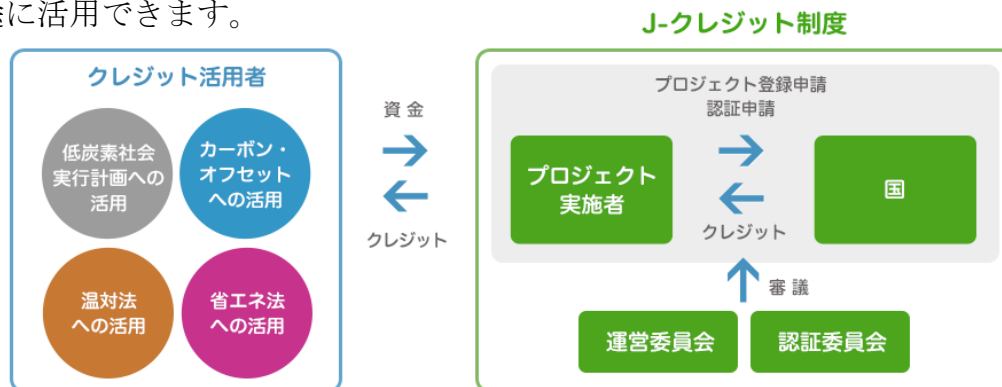 に活用できます。
J-クレジット制度
クレジット活用者
低炭素社会
実行計画への
活用
カーボン・
オフセット
への活用
温対法
への活用
省エネ法
への活用
資金
クレジット
プロジェクト登録申請
認証申請
プロジェクト
実施者
クレジット
国
審議
運営委員会
認証委員会